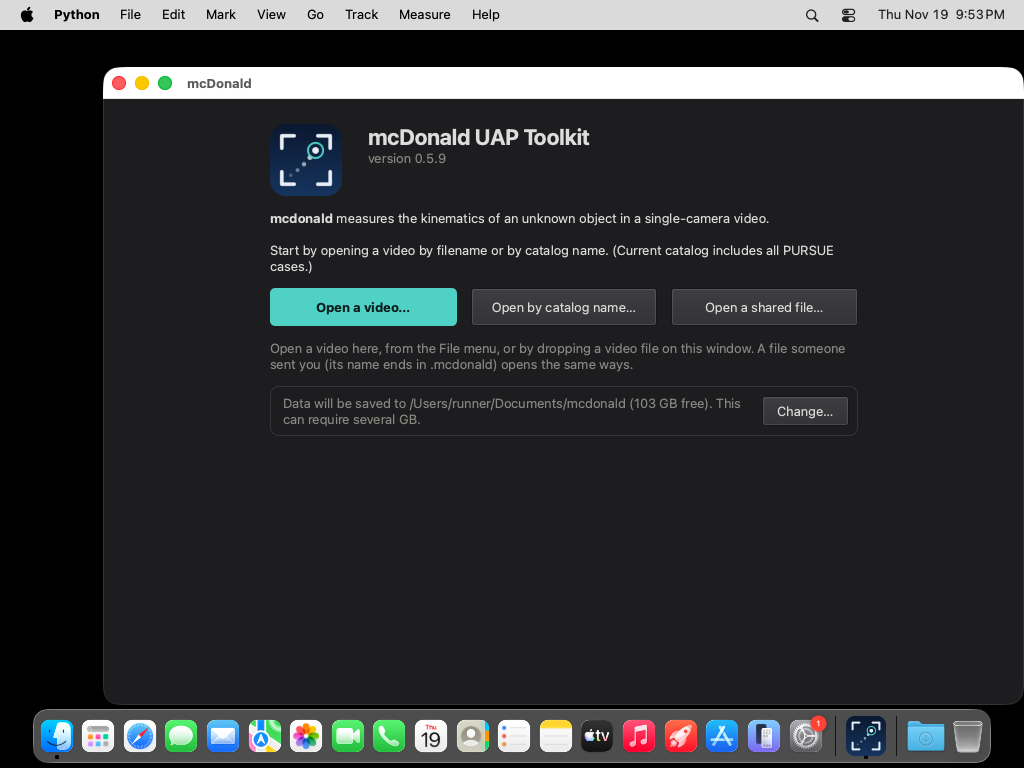 Python File Edit Mark View Go Track Measure Help Thu Nov 19 9:53 PM
mcDonald
mcDonald UAP Toolkit
version 0.5.9
mcdonald measures the kinematics of an unknown object in a single-camera video.
Start by opening a video by filename or by catalog name. (Current catalog includes all PURSUE
cases.)
Open a video... Open by catalog name... Open a shared file...
Open a video here, from the File menu, or by dropping a video file on this window. A file someone
sent you (its name ends in .mcdonald) opens the same ways.
Data will be saved to /Users/runner/Documents/mcdonald (103 GB free). This
can require several GB.
Change...
Thu
19
tv
1